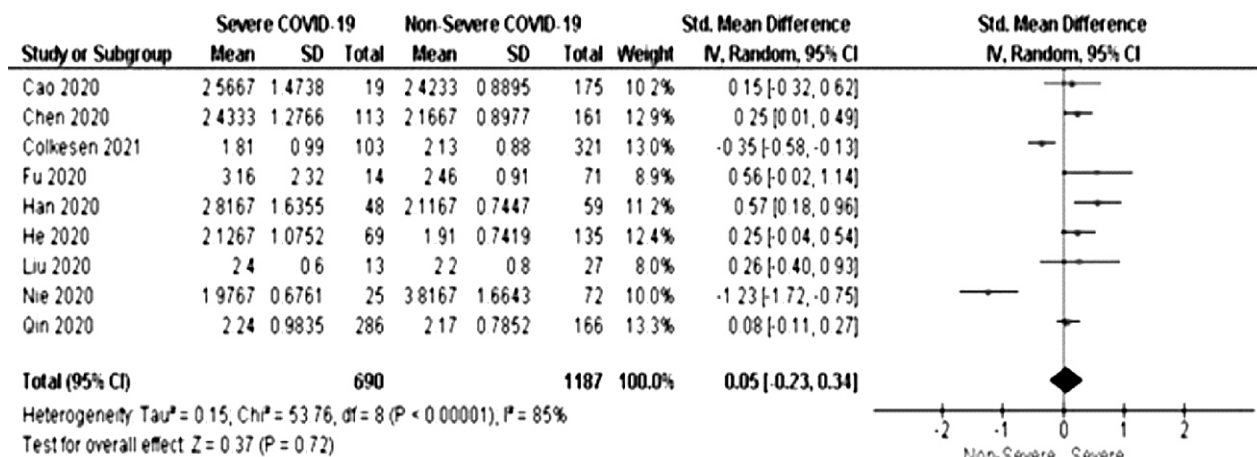 Severe COVID-19 Non-Severe COVID-19 Std. Mean Difference Std. Mean Difference
Study or Subgroup Mean SD Total Mean SD Total Weight IV, Random, 95% CI IV, Random, 95% CI
Cao 2020 2.5667 1.4738 19 2.4233 0.8895 175 10.2% 0.15 [-0.32, 0.62]
Chen 2020 2.4333 1.2766 113 2.1667 0.8977 161 12.9% 0.25 [0.01, 0.49]
Colkesen 2021 1.81 0.99 103 2.13 0.88 321 13.0% -0.35 [-0.58, -0.13]
Fu 2020 3.16 2.32 14 2.46 0.91 71 8.9% 0.56 [-0.02, 1.14]
Han 2020 2.8167 1.6355 48 2.1167 0.7447 59 11.2% 0.57 [0.18, 0.96]
He 2020 2.1267 1.0752 69 1.91 0.7419 135 12.4% 0.25 [-0.04, 0.54]
Liu 2020 2.4 0.6 13 2.2 0.8 27 8.0% 0.26 [-0.40, 0.93]
Nie 2020 1.9767 0.6761 25 3.8167 1.6643 72 10.0% -1.23 [-1.72, -0.75]
Qin 2020 2.24 0.9835 286 2.17 0.7852 166 13.3% 0.08 [-0.11, 0.27]
Total (95% CI) 690 1187 100.0% 0.05 [-0.23, 0.34]
Heterogeneity: Tau² = 0.15, Chi² = 53.76, df = 8 (P < 0.00001), I² = 85%
Test for overall effect: Z = 0.37 (P = 0.72)
-2 -1 0 1 2
Non-Severe Severe